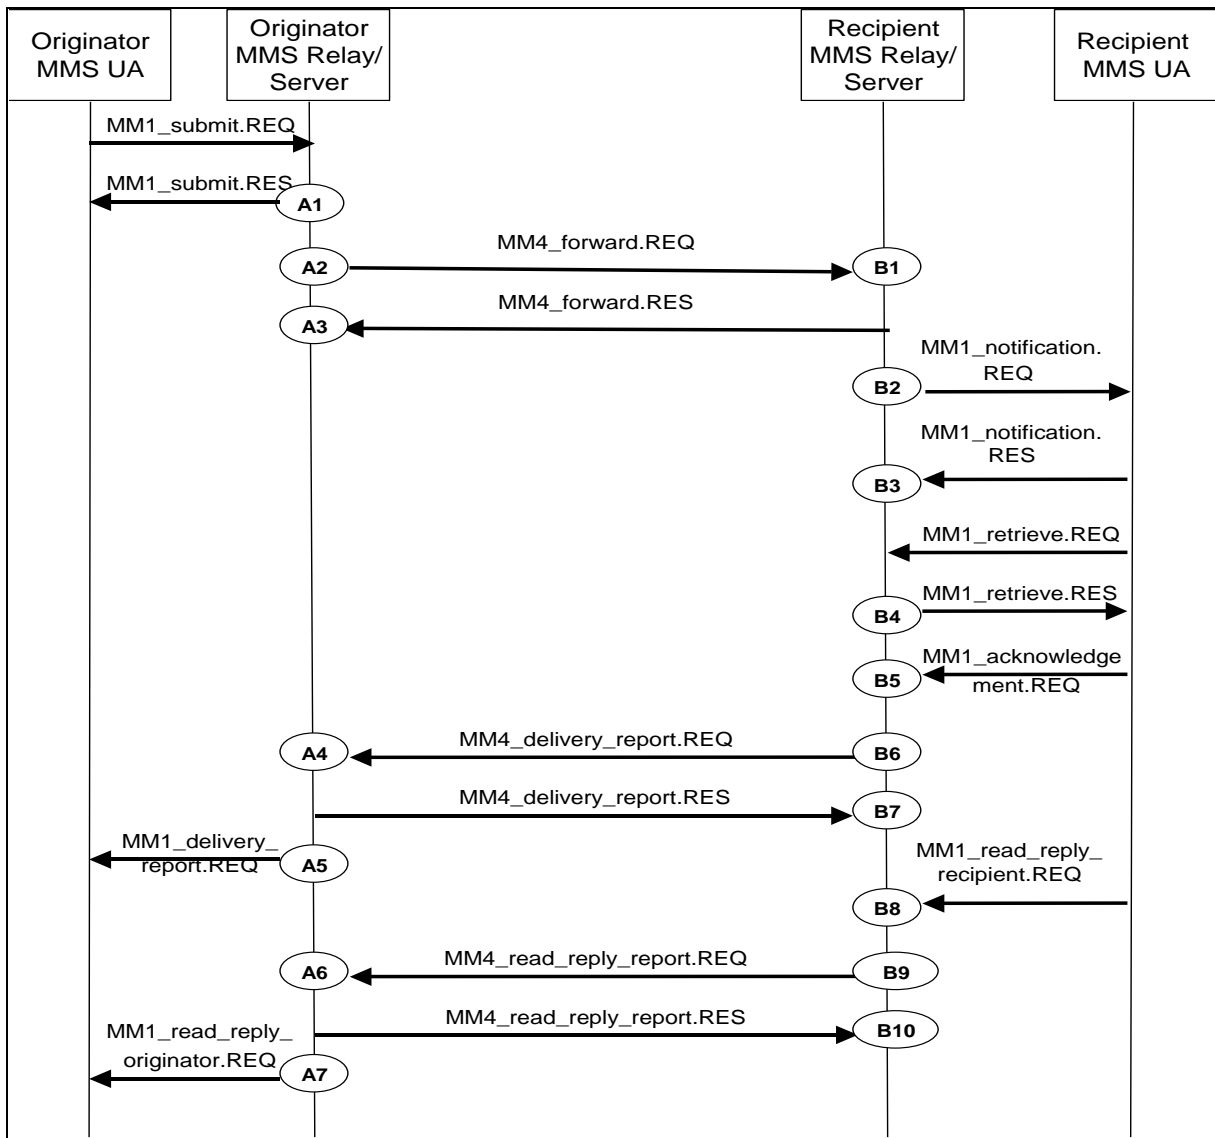 Originator
MMS UA
Originator
MMS Relay/
Server
Recipient
MMS Relay/
Server
Recipient
MMS UA
MM1_submit.REQ
MM1_submit.RES
A1
MM4_forward.REQ
A2
B1
MM4_forward.RES
A3
MM1_notification.
REQ
B2
MM1_notification.
RES
B3
MM1_retrieve.REQ
MM1_retrieve.RES
B4
MM1_acknowledge
ment.REQ
B5
MM4_delivery_report.REQ
A4
B6
MM4_delivery_report.RES
B7
MM1_delivery_
report.REQ
A5
MM1_read_reply_
recipient.REQ
B8
MM4_read_reply_report.REQ
A6
B9
MM4_read_reply_report.RES
B10
MM1_read_reply_
originator.REQ
A7